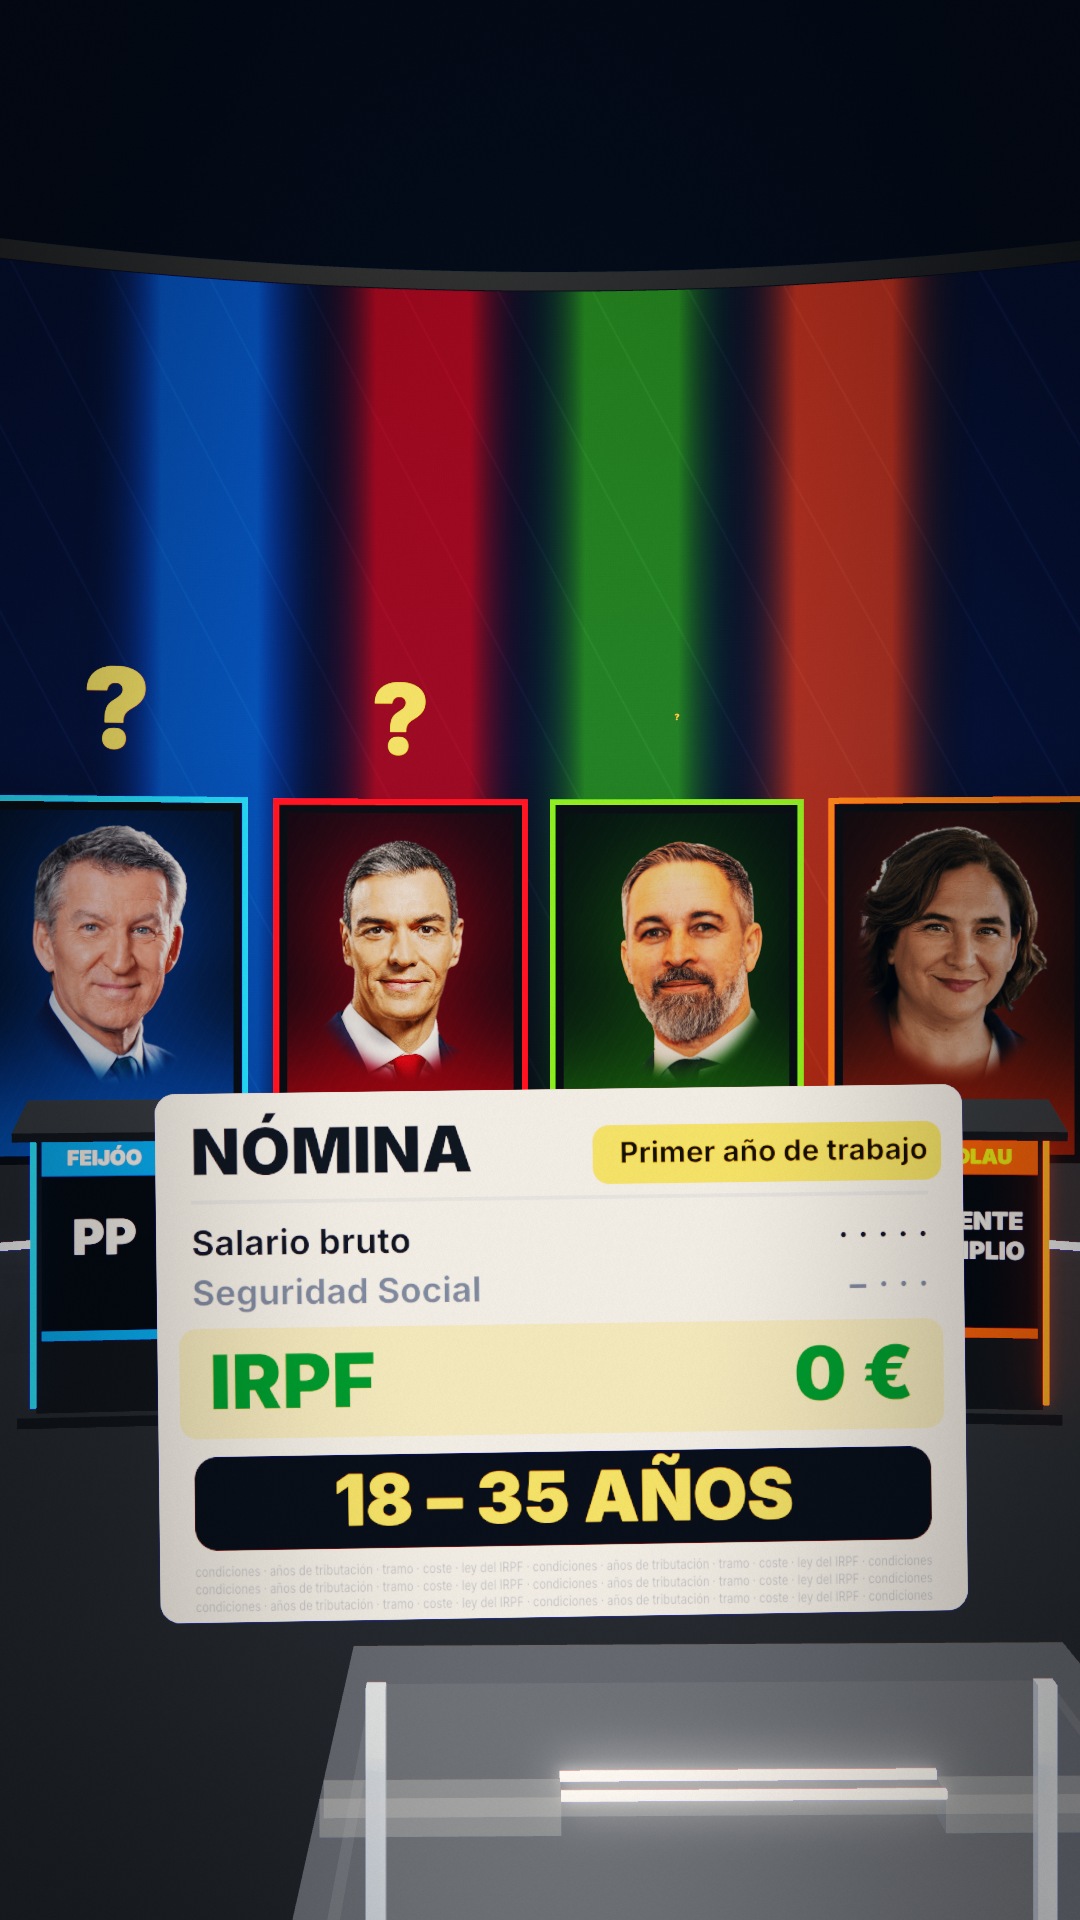 ?
?
?
FEIJÓO
PP
OLAU
ENTE
MPLIO
NÓMINA
Primer año de trabajo
Salario bruto
· · · · ·
Seguridad Social
– · · ·
IRPF
0 €
18 – 35 AÑOS
condiciones · años de tributación · tramo · coste · ley del IRPF · condiciones · años de tributación · tramo · coste · ley del IRPF · condiciones
condiciones · años de tributación · tramo · coste · ley del IRPF · condiciones · años de tributación · tramo · coste · ley del IRPF · condiciones
condiciones · años de tributación · tramo · coste · ley del IRPF · condiciones · años de tributación · tramo · coste · ley del IRPF · condiciones